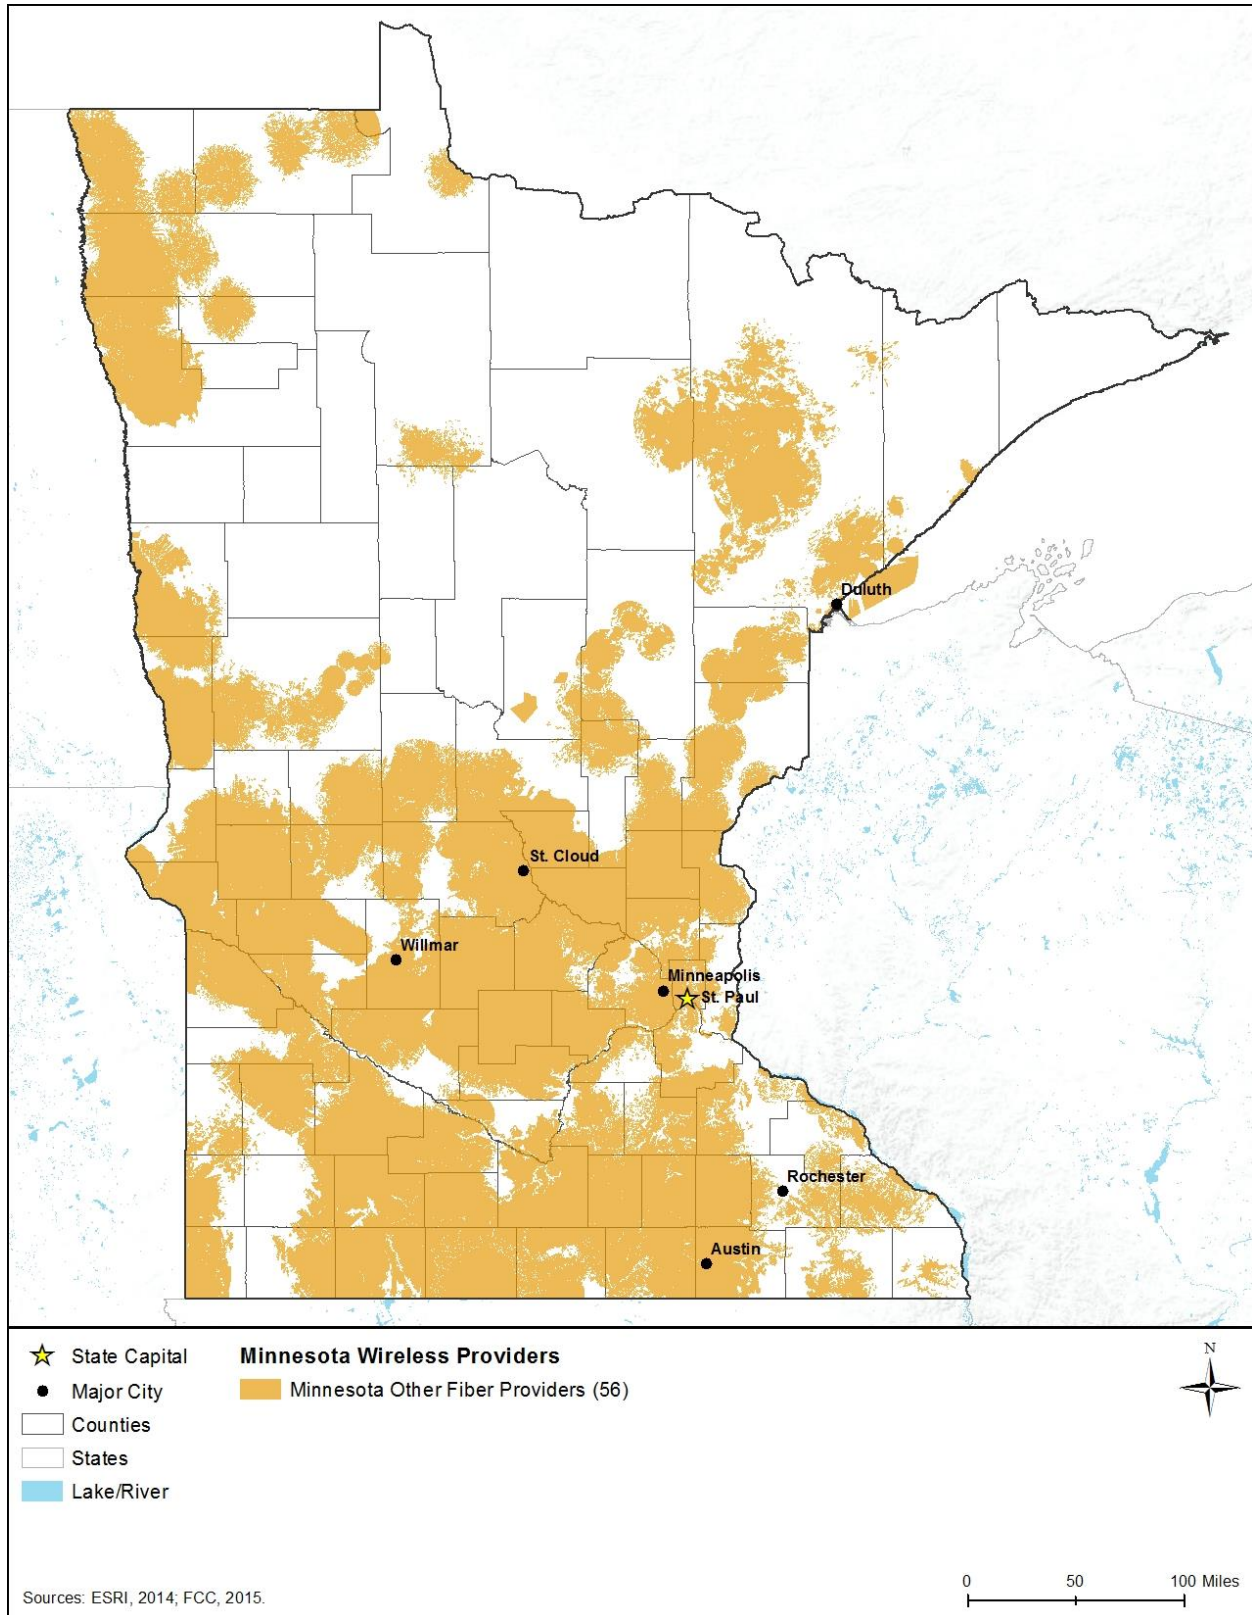 Duluth
St. Cloud
Willmar
Minneapolis
St. Paul
Rochester
Austin
State Capital
Minnesota Wireless Providers
N
Major City
Minnesota Other Fiber Providers (56)
Counties
States
Lake/River
0 50 100 Miles
Sources: ESRI, 2014; FCC, 2015.